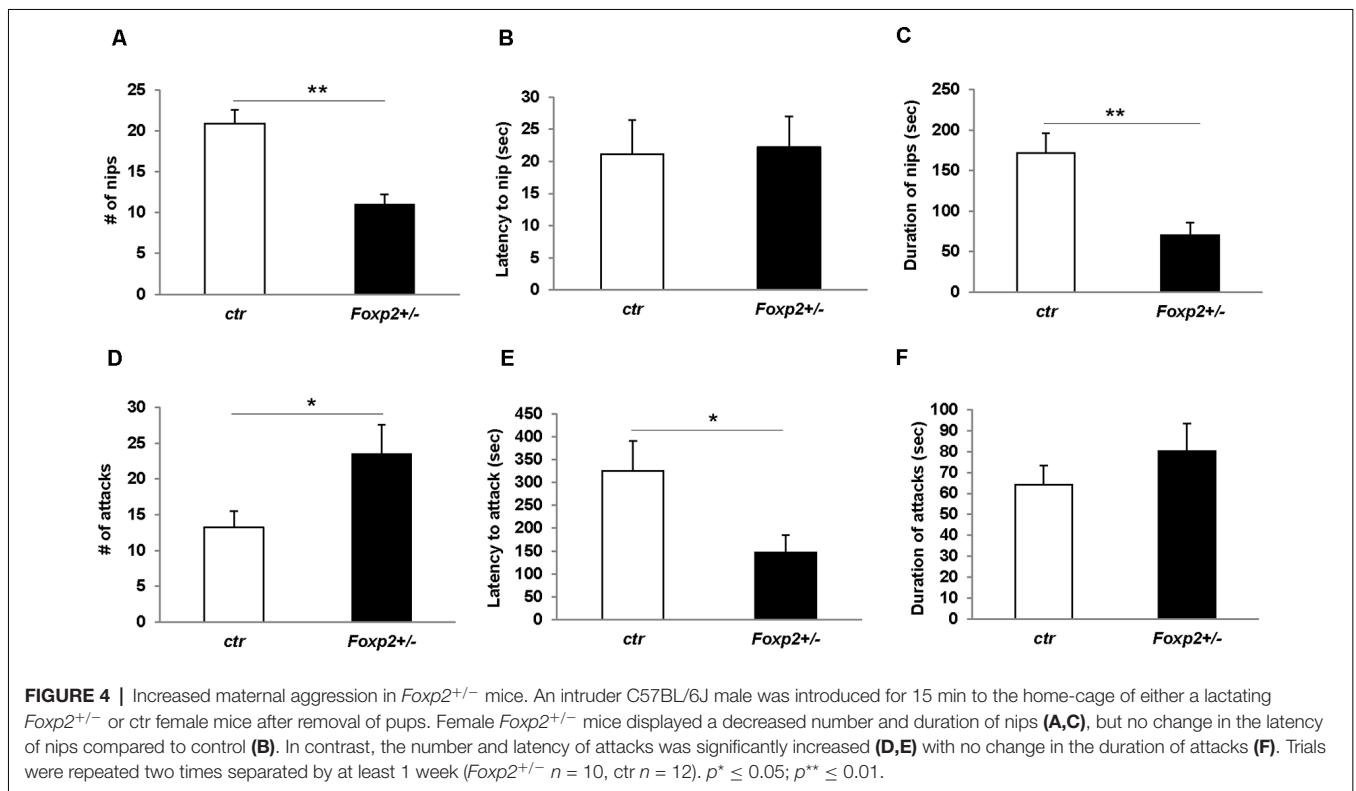 A
B
C
# of nips
25
20
15
10
5
0
**
ctr
Foxp2+/-
Latency to nip (sec)
30
25
20
15
10
5
0
ctr
Foxp2+/-
Duration of nips (sec)
250
200
150
100
50
0
**
ctr
Foxp2+/-
D
E
F
# of attacks
30
25
20
15
10
5
0
*
ctr
Foxp2+/-
Latency to attack (sec)
450
400
350
300
250
200
150
100
50
0
*
ctr
Foxp2+/-
Duration of attacks (sec)
100
90
80
70
60
50
40
30
20
10
0
ctr
Foxp2+/-
FIGURE 4 | Increased maternal aggression in Foxp2+/− mice. An intruder C57BL/6J male was introduced for 15 min to the home-cage of either a lactating
Foxp2+/− or ctr female mice after removal of pups. Female Foxp2+/− mice displayed a decreased number and duration of nips (A,C), but no change in the latency
of nips compared to control (B). In contrast, the number and latency of attacks was significantly increased (D,E) with no change in the duration of attacks (F). Trials
were repeated two times separated by at least 1 week (Foxp2+/− n = 10, ctr n = 12). p* ≤ 0.05; p** ≤ 0.01.